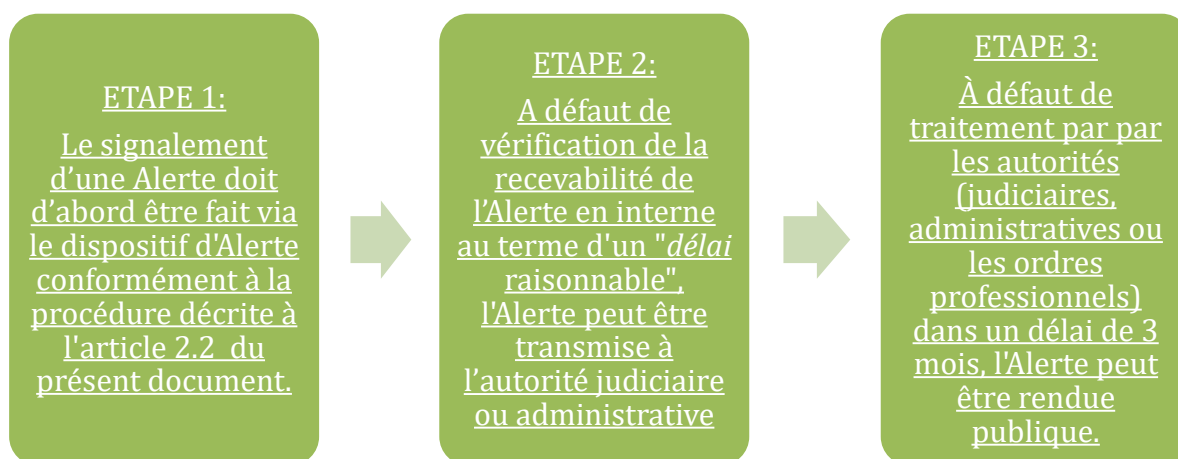 ETAPE 1:
Le signalement
d’une Alerte doit
d’abord être fait via
le dispositif d'Alerte
conformément à la
procédure décrite à
l'article 2.2 du
présent document.
ETAPE 2:
A défaut de
vérification de la
recevabilité de
l’Alerte en interne
au terme d'un "délai
raisonnable",
l'Alerte peut être
transmise à
l’autorité judiciaire
ou administrative
ETAPE 3:
À défaut de
traitement par par
les autorités
(judiciaires,
administratives ou
les ordres
professionnels)
dans un délai de 3
mois, l'Alerte peut
être rendue
publique.